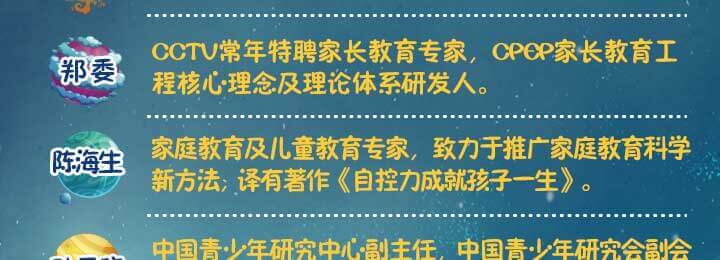 郑委
CCTV常年特聘家长教育专家，CPEP家长教育工
程核心理念及理论体系研发人。
陈海生
家庭教育及儿童教育专家，致力于推广家庭教育科学
新方法；译有著作《自控力成就孩子一生》。
中国青少年研究中心副主任，中国青少年研究会副会